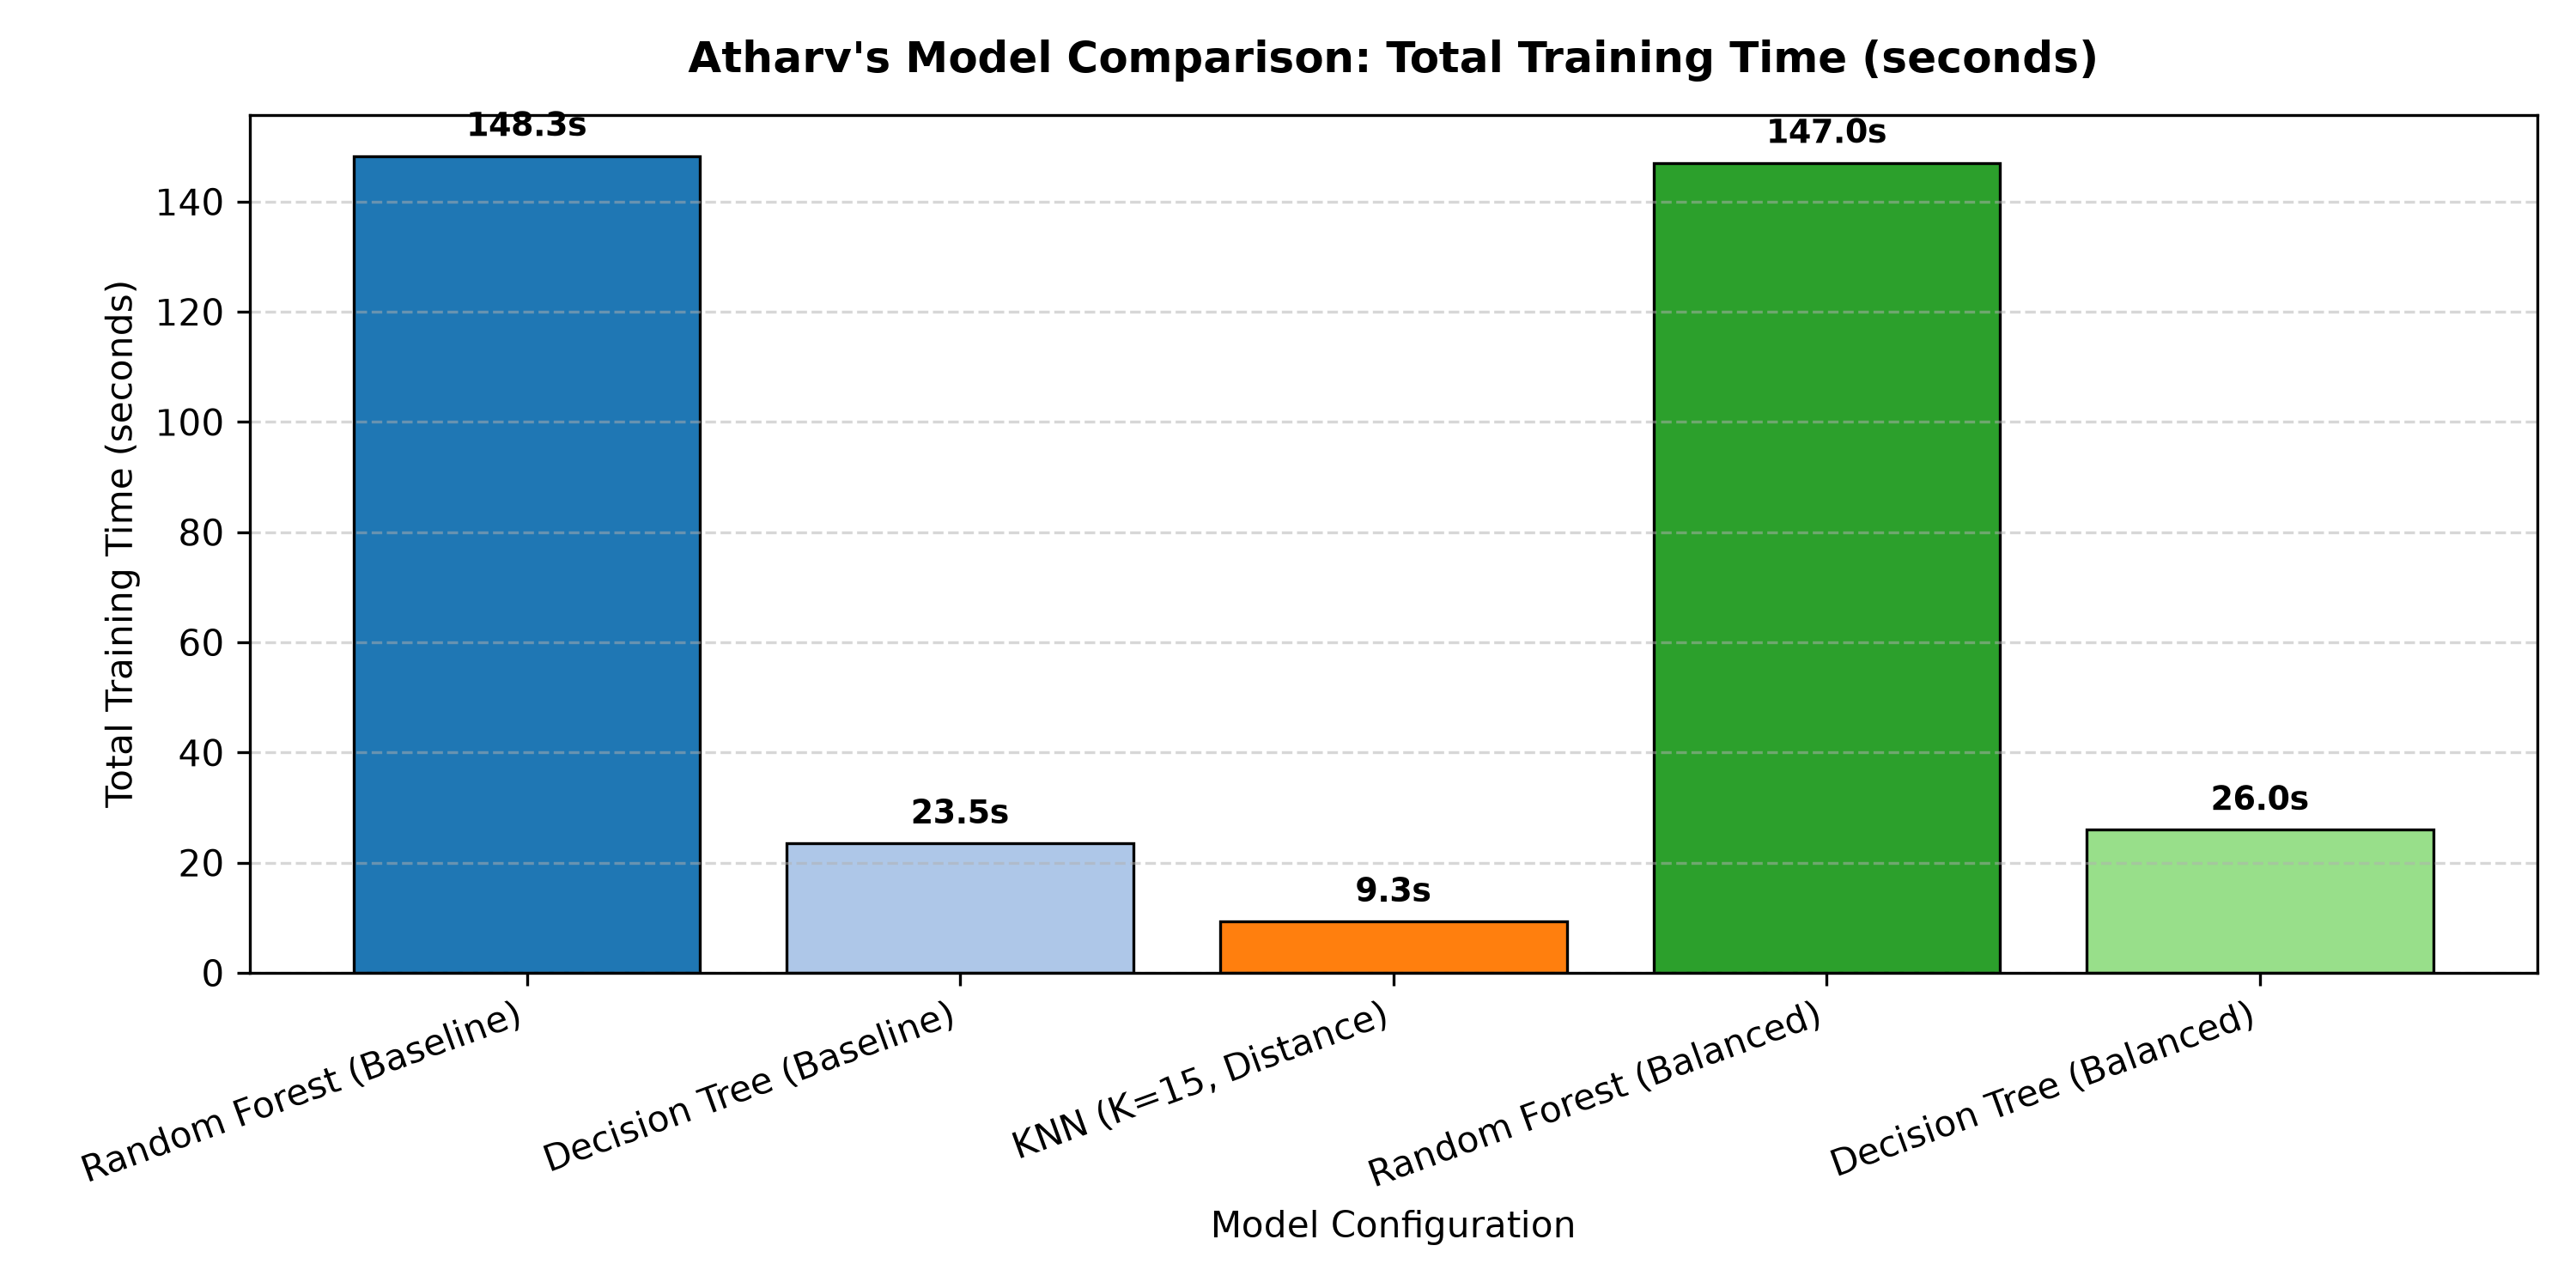 Atharv's Model Comparison: Total Training Time (seconds)
148.3s
147.0s
140
120
100
80
60
40
20
0
Total Training Time (seconds)
23.5s
9.3s
26.0s
Random Forest (Baseline)
Decision Tree (Baseline)
KNN (K=15, Distance)
Random Forest (Balanced)
Decision Tree (Balanced)
Model Configuration